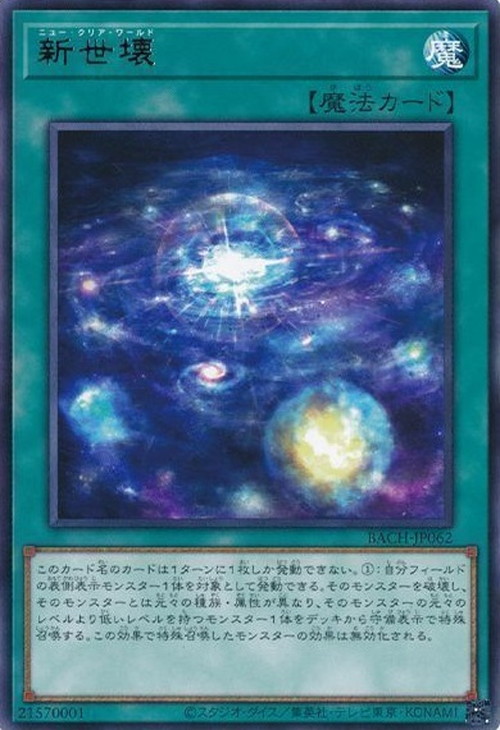 ニュー・クリア・ワールド
新世壊
魔
【魔法カード】
BACH-JP062
このカード名のカードは1ターンに1枚しか発動できない。①：自分フィールド
の表側表示モンスター1体を対象として発動できる。そのモンスターを破壊し、
そのモンスターとは元々の種族・属性が異なり、そのモンスターの元々の
レベルより低いレベルを持つモンスター1体をデッキから守備表示で特殊
召喚する。この効果で特殊召喚したモンスターの効果は無効化される。
21570001
©スタジオ・ダイス／集英社・テレビ東京・KONAMI